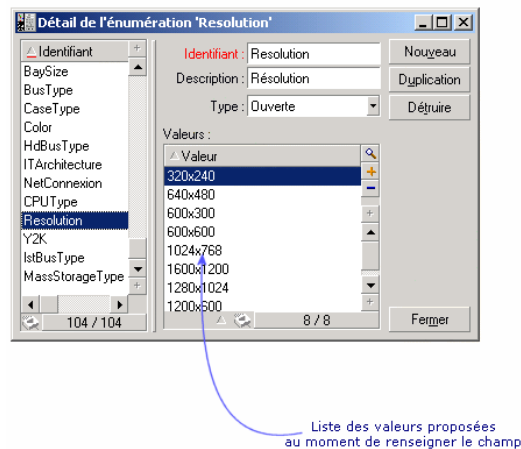 Détail de l'énumération 'Resolution'
Identifiant
BaySize
BusType
CaseType
Color
HdBusType
ITArchitecture
NetConnexion
CPUType
Resolution
Y2K
IstBusType
MassStorageType
104 / 104
Identifiant : Resolution
Description : Résolution
Type : Ouverte
Valeurs :
Valeur
320x240
640x480
600x300
600x600
1024x768
1600x1200
1280x1024
1200x600
8 / 8
Nouveau
Duplication
Détruire
Fermer
Liste des valeurs proposées
au moment de renseigner le champ